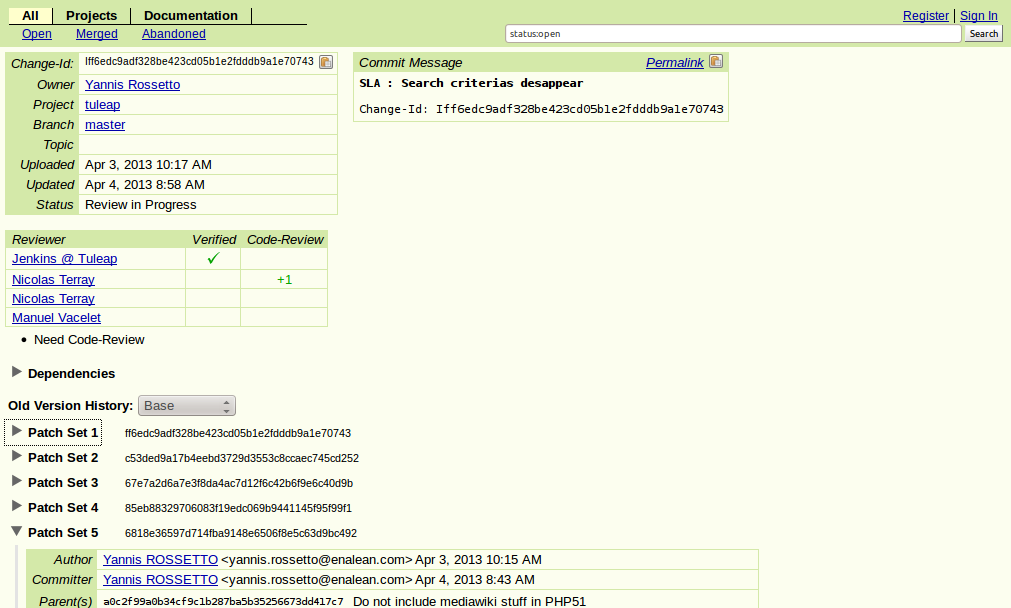 All Projects Documentation Register Sign In
Open Merged Abandoned status:open Search
Change-Id: Iff6edc9adf328be423cd05b1e2fdddb9a1e70743
Owner Yannis Rossetto
Project tuleap
Branch master
Topic
Uploaded Apr 3, 2013 10:17 AM
Updated Apr 4, 2013 8:58 AM
Status Review in Progress
Commit Message Permalink
SLA : Search criterias desappear
Change-Id: Iff6edc9adf328be423cd05b1e2fdddb9a1e70743
Reviewer Verified Code-Review
Jenkins @ Tuleap ✓
Nicolas Terray +1
Nicolas Terray
Manuel Vacelet
• Need Code-Review
Dependencies
Old Version History: Base
Patch Set 1 ff6edc9adf328be423cd05b1e2fdddb9a1e70743
Patch Set 2 c53ded9a17b4eebd3729d3553c8ccaec745cd252
Patch Set 3 67e7a2d6a7e3f8da4ac7d12f6c42b6f9e6c40d9b
Patch Set 4 85eb88329706083f19edc069b9441145f95f99f1
Patch Set 5 6818e36597d714fba9148e6506f8e5c63d9bc492
Author Yannis ROSSETTO <yannis.rossetto@enalean.com> Apr 3, 2013 10:15 AM
Committer Yannis ROSSETTO <yannis.rossetto@enalean.com> Apr 4, 2013 8:43 AM
Parent(s) a0c2f99a0b34cf9c1b287ba5b35256673dd417c7 Do not include mediawiki stuff in PHP51